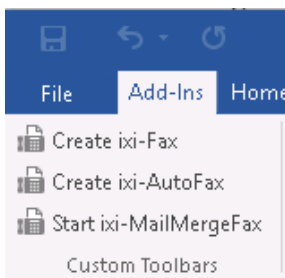 File Add-Ins Home
Create ixi-Fax
Create ixi-AutoFax
Start ixi-MailMergeFax
Custom Toolbars